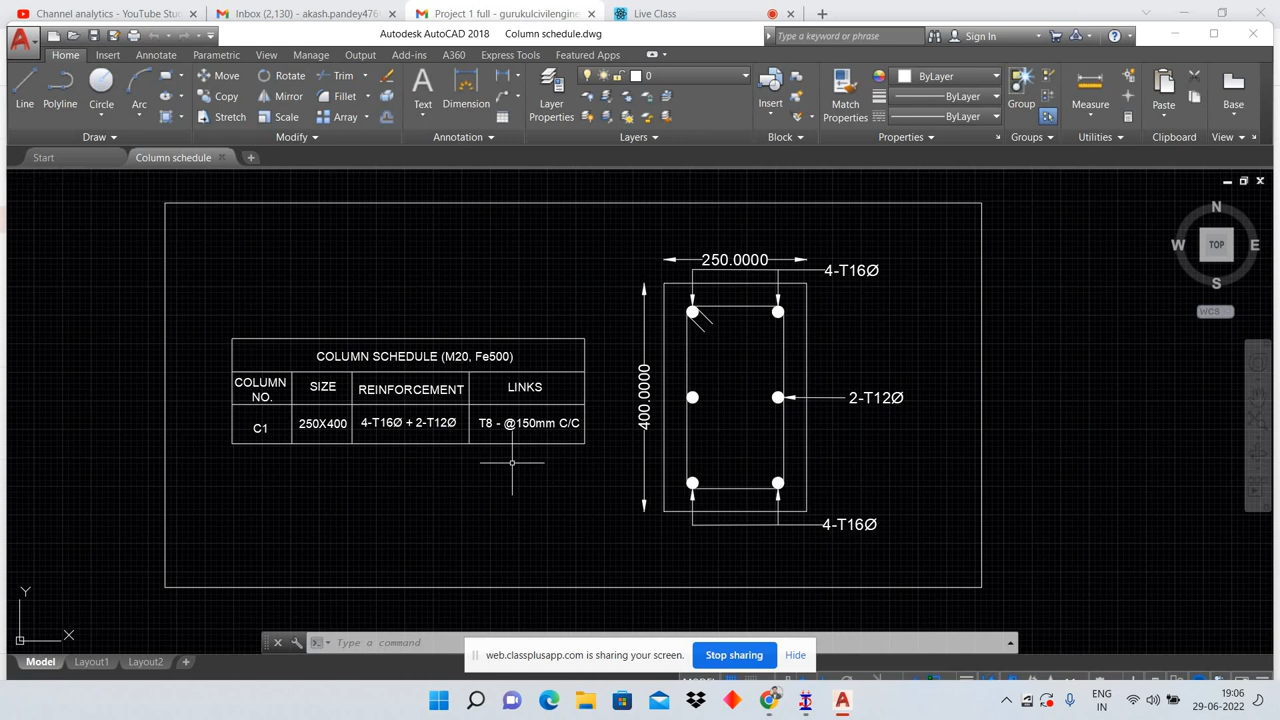 Channel analytics - YouTube Stu
Inbox (2,130) - akash.pandey476
Project 1 full - gurukulcivilengine
Live Class
Autodesk AutoCAD 2018 Column schedule.dwg
Type a keyword or phrase
Sign In
Home Insert Annotate Parametric View Manage Output Add-ins A360 Express Tools Featured Apps
Line Polyline Circle Arc
Move Rotate Trim
Copy Mirror Fillet
Stretch Scale Array
Text Dimension
Layer Properties
0
Insert
Match Properties
ByLayer
ByLayer
ByLayer
Group
Measure
Paste
Base
Draw Modify Annotation Layers Block Properties Groups Utilities Clipboard View
Start Column schedule
N
W TOP E
S
WCS
250.0000
4-T16Ø
400.0000
2-T12Ø
4-T16Ø
COLUMN SCHEDULE (M20, Fe500)
COLUMN NO. SIZE REINFORCEMENT LINKS
C1 250X400 4-T16Ø + 2-T12Ø T8 - @150mm C/C
Y
X
Type a command
web.classplusapp.com is sharing your screen. Stop sharing Hide
Model Layout1 Layout2
ENG
IN
19:06
29-06-2022